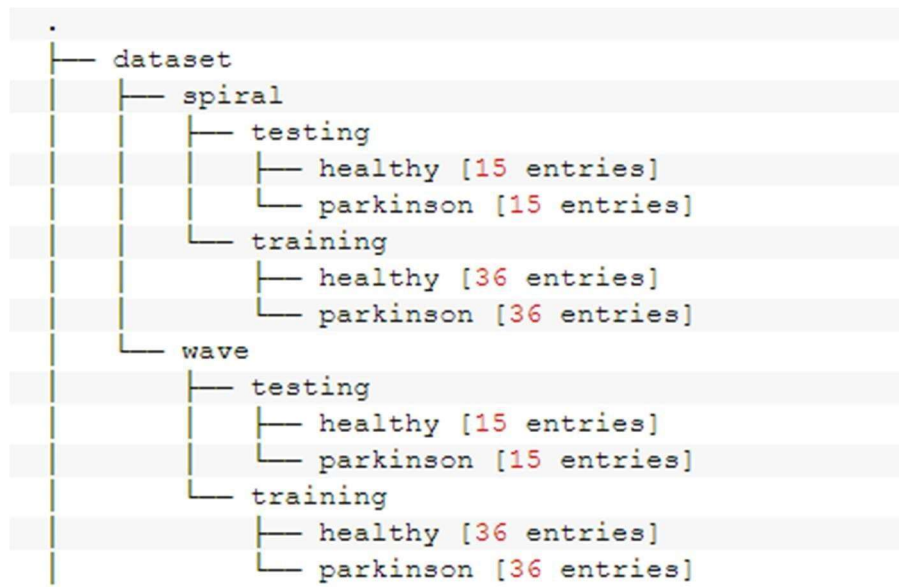 .
├── dataset
│   ├── spiral
│   │   ├── testing
│   │   │   ├── healthy [15 entries]
│   │   │   └── parkinson [15 entries]
│   │   └── training
│   │       ├── healthy [36 entries]
│   │       └── parkinson [36 entries]
│   └── wave
│       ├── testing
│       │   ├── healthy [15 entries]
│       │   └── parkinson [15 entries]
│       └── training
│           ├── healthy [36 entries]
│           └── parkinson [36 entries]